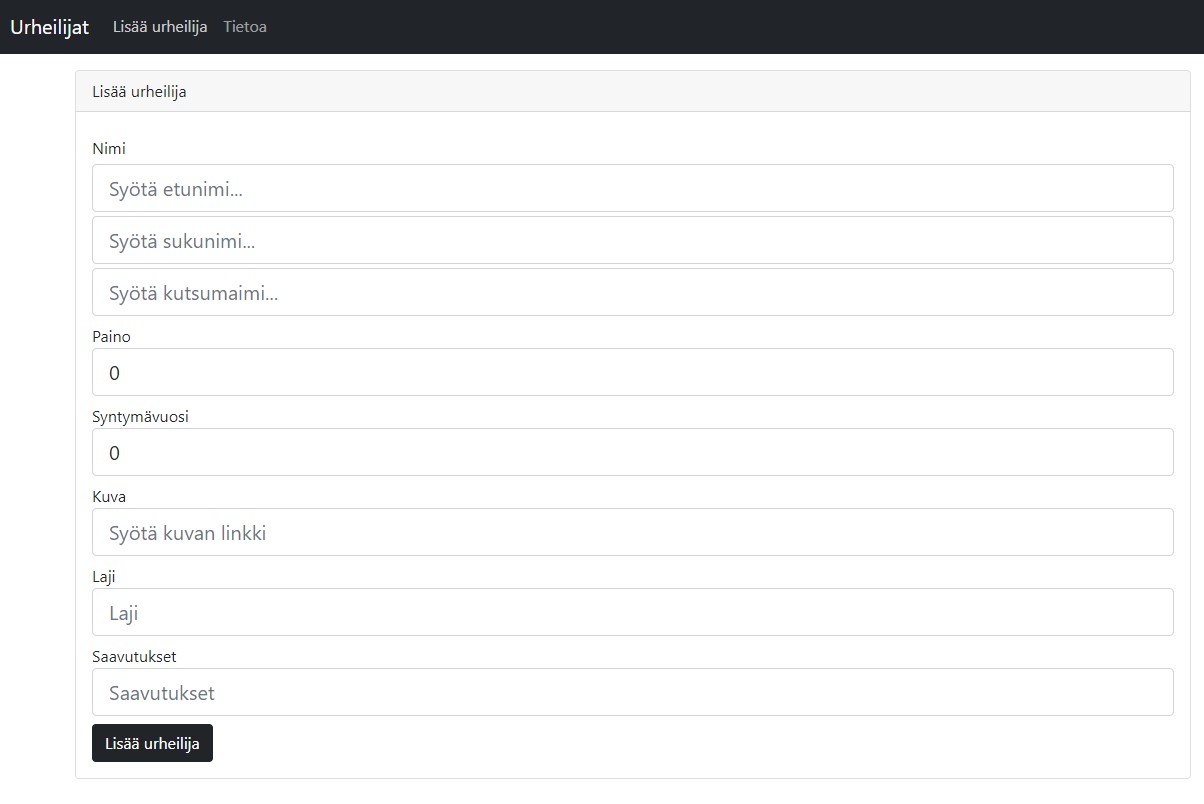 Urheilijat Lisää urheilija Tietoa
Lisää urheilija
Nimi
Syötä etunimi...
Syötä sukunimi...
Syötä kutsumaimi...
Paino
0
Syntymävuosi
0
Kuva
Syötä kuvan linkki
Laji
Laji
Saavutukset
Saavutukset
Lisää urheilija